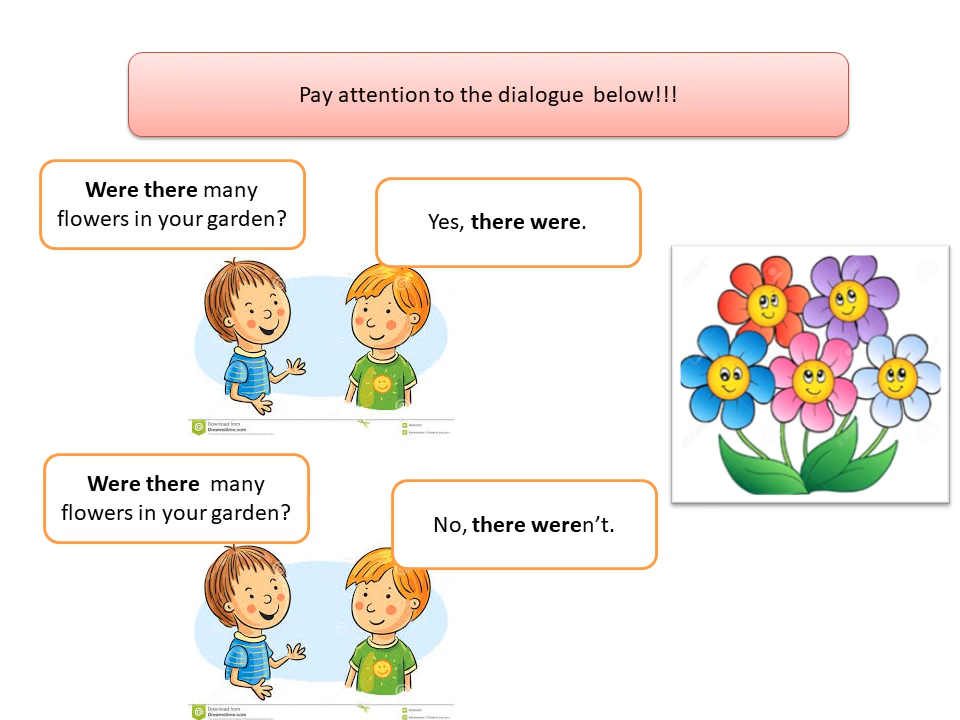 Pay attention to the dialogue below!!!
Were there many
flowers in your garden?
Yes, there were.
Download from
Dreamstime.com
Were there many
flowers in your garden?
No, there weren’t.
Download from
Dreamstime.com